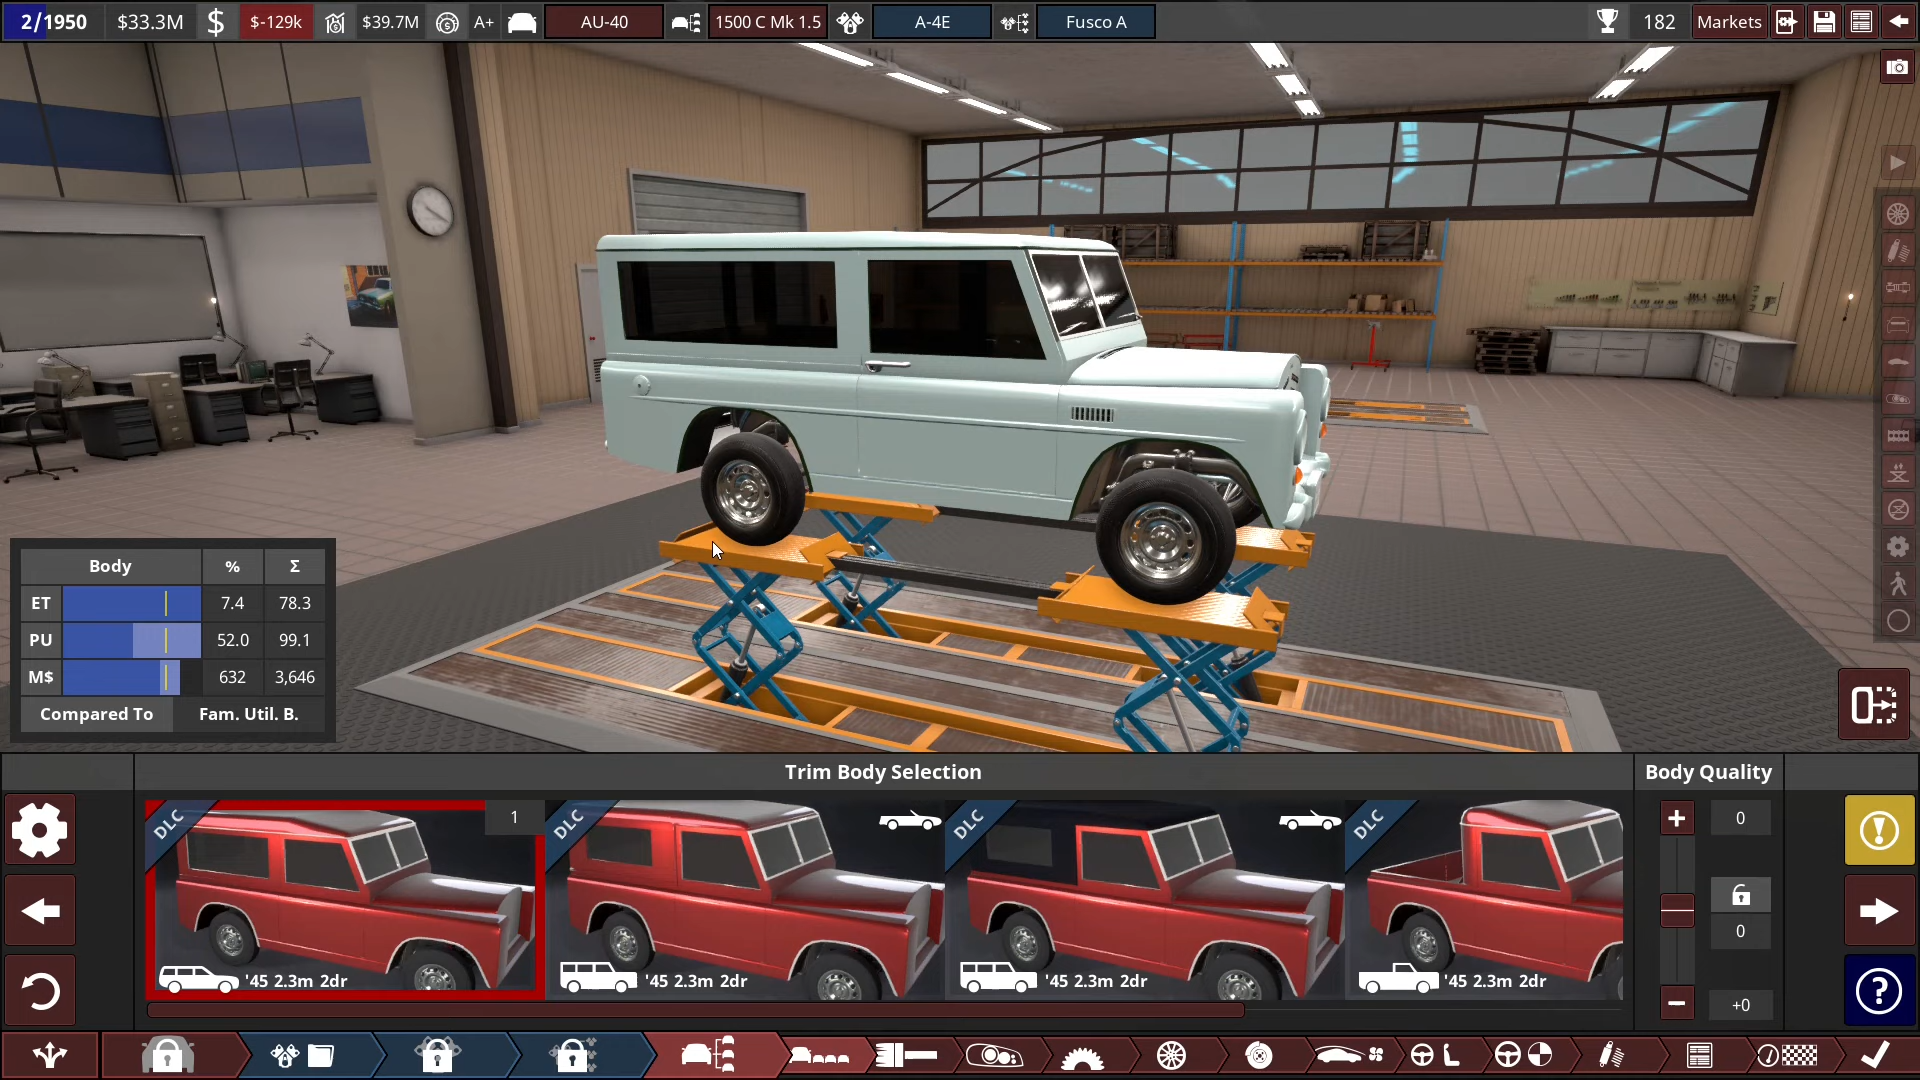 2/1950 $33.3M $ $-129k $39.7M A+ AU-40 1500 C Mk 1.5 A-4E Fusco A 182 Markets
Body % Σ
ET 7.4 78.3
PU 52.0 99.1
M$ 632 3,646
Compared To Fam. Util. B.
Trim Body Selection
Body Quality
DLC 1
'45 2.3m 2dr
DLC
'45 2.3m 2dr
DLC
'45 2.3m 2dr
DLC
'45 2.3m 2dr
+ 0
0
− +0
?